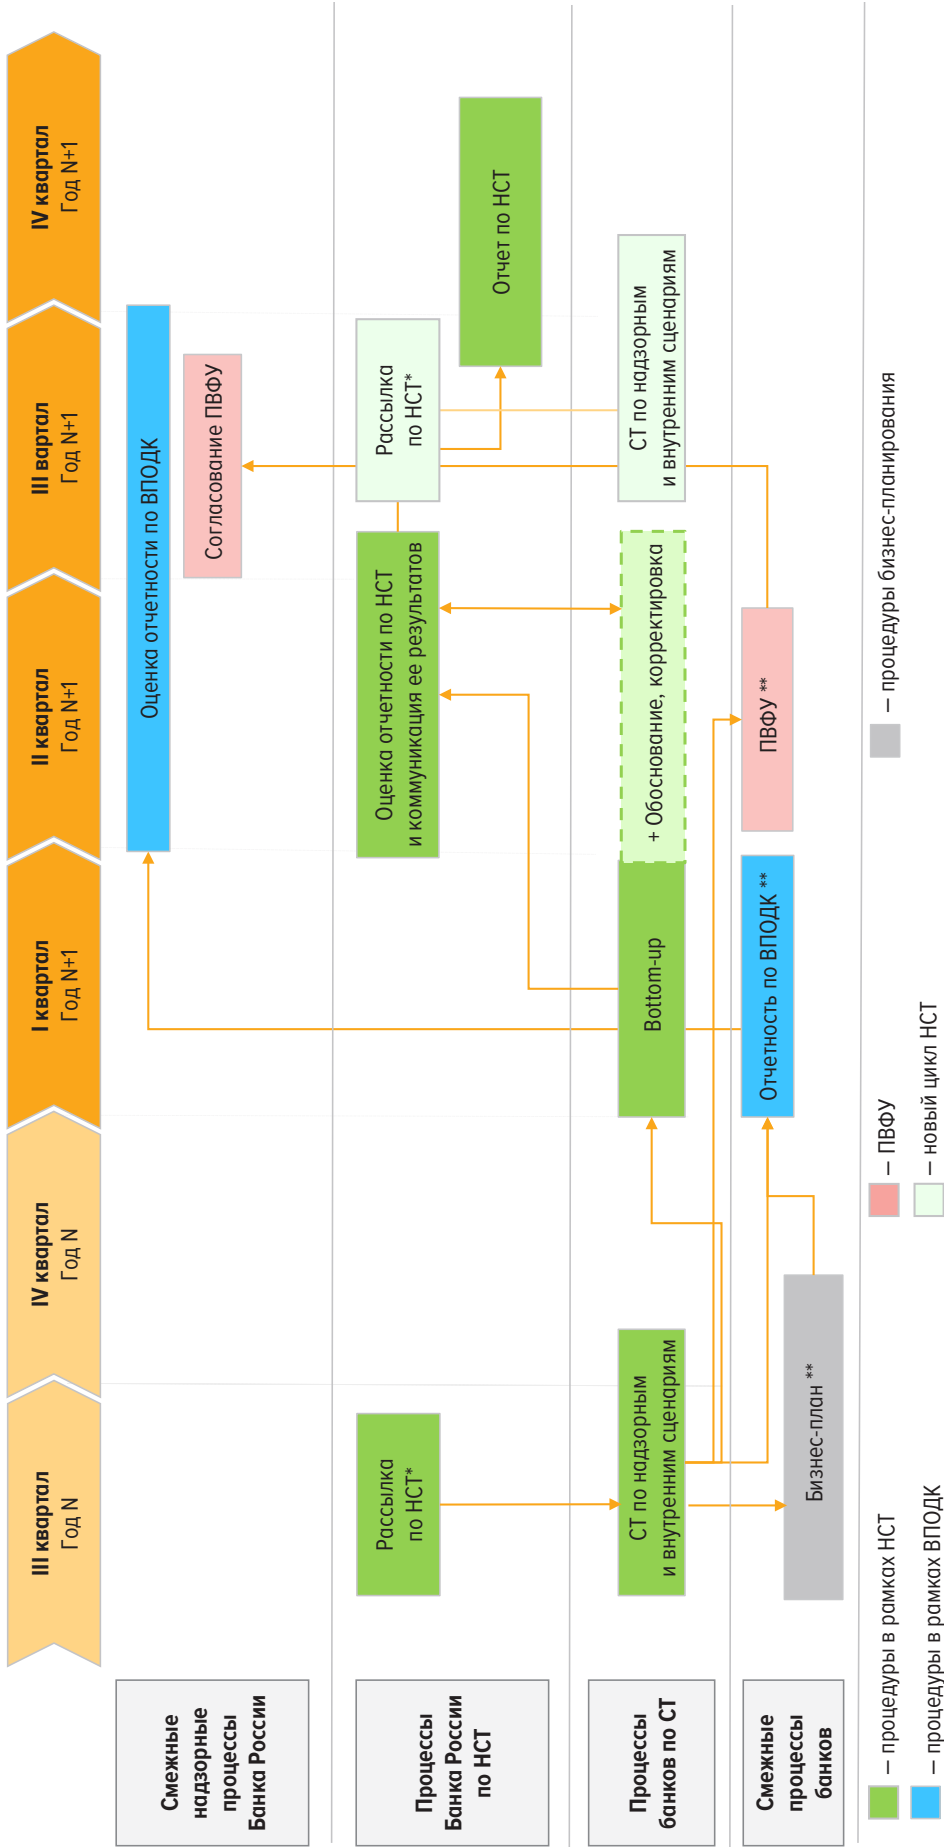 III квартал
Год N
IV квартал
Год N
I квартал
Год N+1
II квартал
Год N+1
III вартал
Год N+1
IV квартал
Год N+1
Смежные
надзорные
процессы
Банка России
Оценка отчетности по ВПОДК
Согласование ПВФУ
Процессы
Банка России
по НСТ
Рассылка
по НСТ*
Оценка отчетности по НСТ
и коммуникация ее результатов
Рассылка
по НСТ*
Отчет по НСТ
Процессы
банков по СТ
СТ по надзорным
и внутренним сценариям
Bottom-up
+ Обоснование, корректировка
СТ по надзорным
и внутренним сценариям
Смежные
процессы
банков
Бизнес-план **
Отчетность по ВПОДК **
ПВФУ **
– процедуры в рамках НСТ
– ПВФУ
– процедуры бизнес-планирования
– процедуры в рамках ВПОДК
– новый цикл НСТ